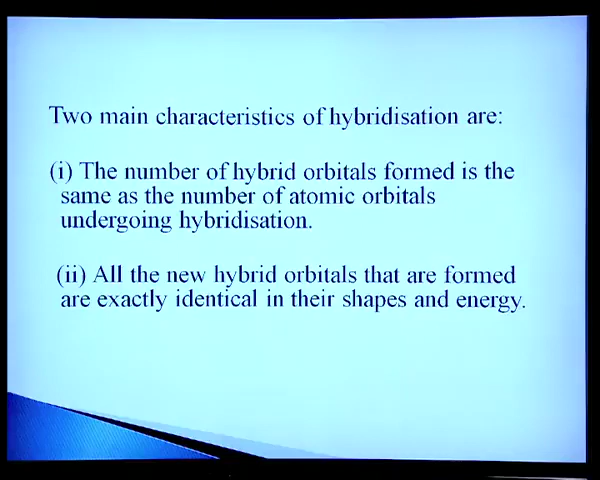 Two main characteristics of hybridisation are:
(i) The number of hybrid orbitals formed is the
same as the number of atomic orbitals
undergoing hybridisation.
(ii) All the new hybrid orbitals that are formed
are exactly identical in their shapes and energy.